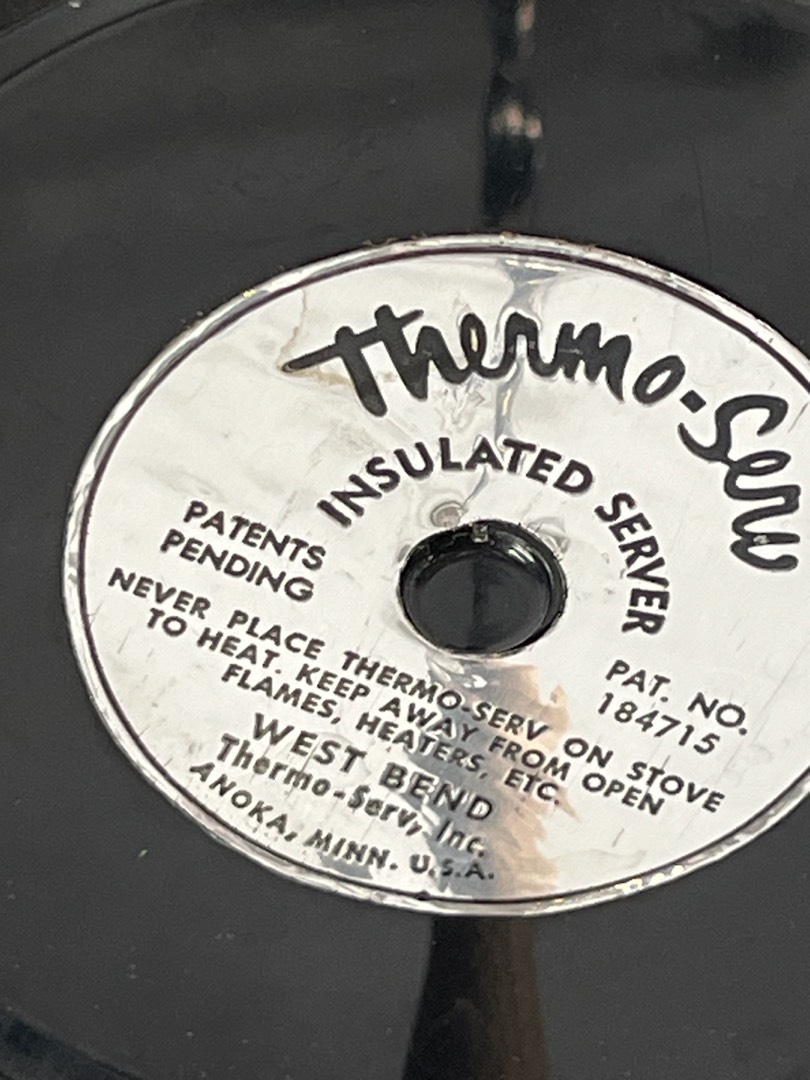 Thermo-Serv
INSULATED SERVER
PATENTS
PENDING
PAT. NO.
184715
NEVER PLACE THERMO-SERV ON STOVE
TO HEAT. KEEP AWAY FROM OPEN
FLAMES, HEATERS, ETC.
WEST BEND
Thermo-Serv, Inc.
ANOKA, MINN. U.S.A.